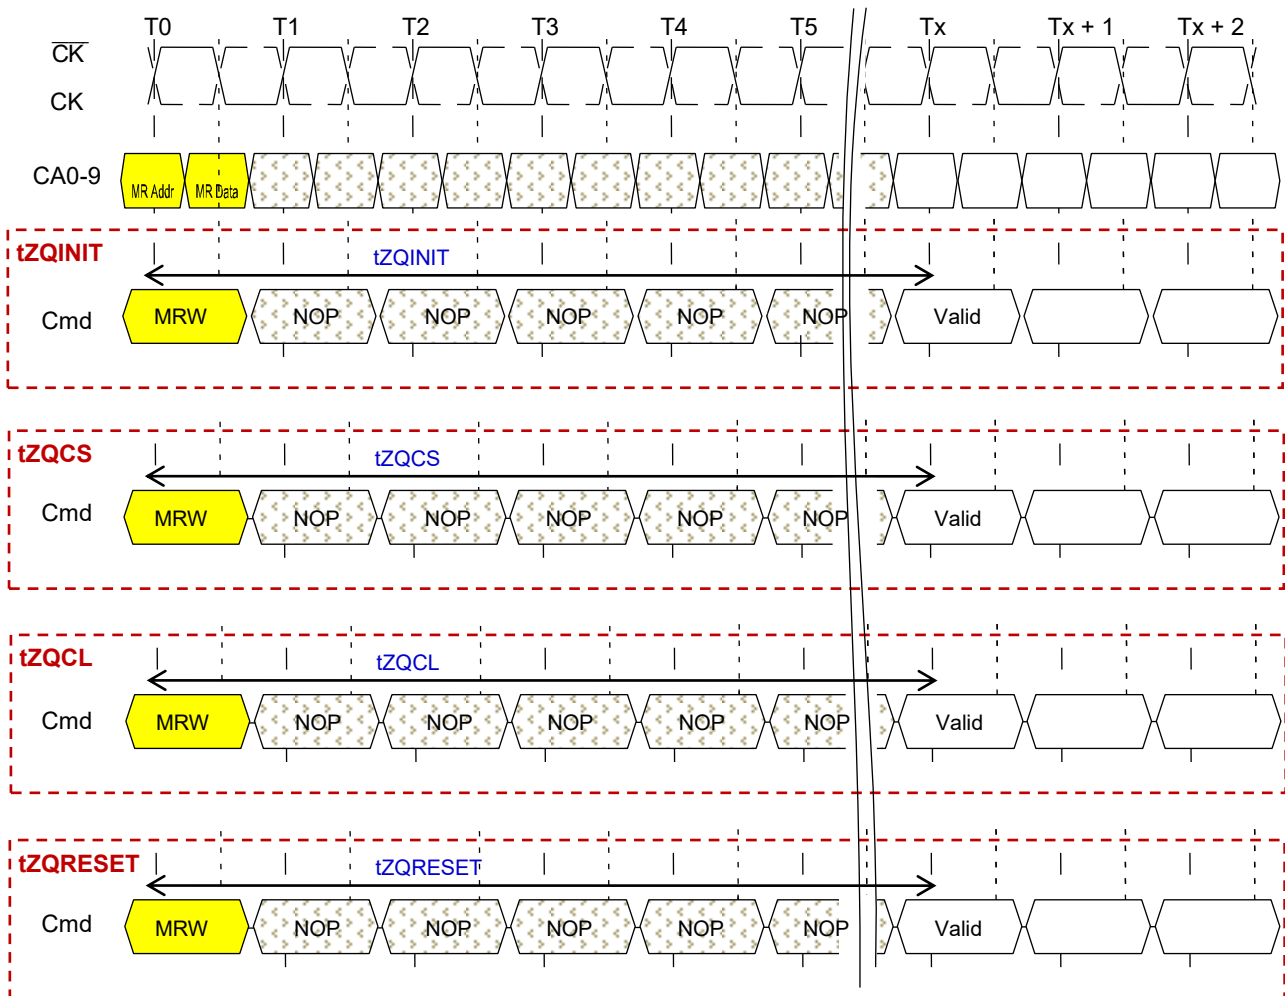 T0 T1 T2 T3 T4 T5 Tx Tx + 1 Tx + 2
CK
CK
CA0-9 MR Addr MR Data
tZQINIT
tZQINIT
Cmd MRW NOP NOP NOP NOP NOP Valid
tZQCS
tZQCS
Cmd MRW NOP NOP NOP NOP NOP Valid
tZQCL
tZQCL
Cmd MRW NOP NOP NOP NOP NOP Valid
tZQRESET
tZQRESET
Cmd MRW NOP NOP NOP NOP NOP Valid